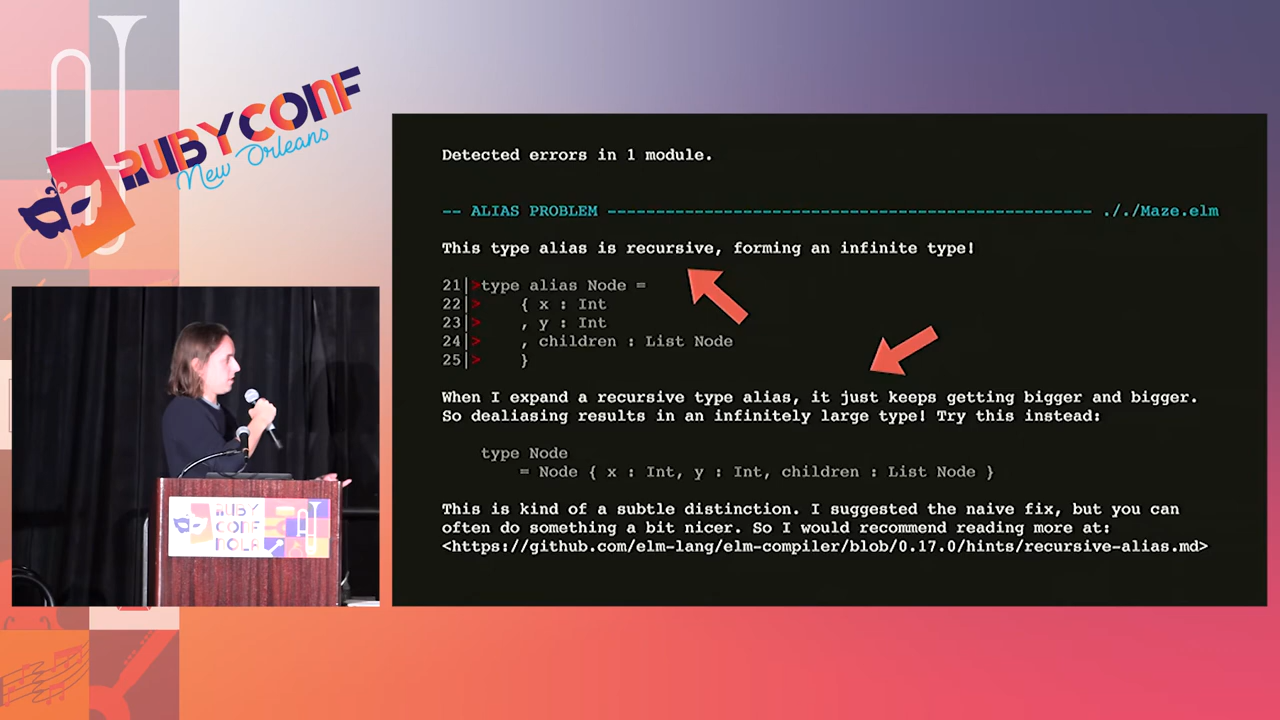 RUBYCONF
New Orleans
Detected errors in 1 module.
-- ALIAS PROBLEM -------------------------------------------------- ././Maze.elm
This type alias is recursive, forming an infinite type!
21|>type alias Node =
22|>    { x : Int
23|>    , y : Int
24|>    , children : List Node
25|>    }
When I expand a recursive type alias, it just keeps getting bigger and bigger.
So dealiasing results in an infinitely large type! Try this instead:
type Node
= Node { x : Int, y : Int, children : List Node }
This is kind of a subtle distinction. I suggested the naive fix, but you can
often do something a bit nicer. So I would recommend reading more at:
<https://github.com/elm-lang/elm-compiler/blob/0.17.0/hints/recursive-alias.md>
RUBY
CONF
NOLA